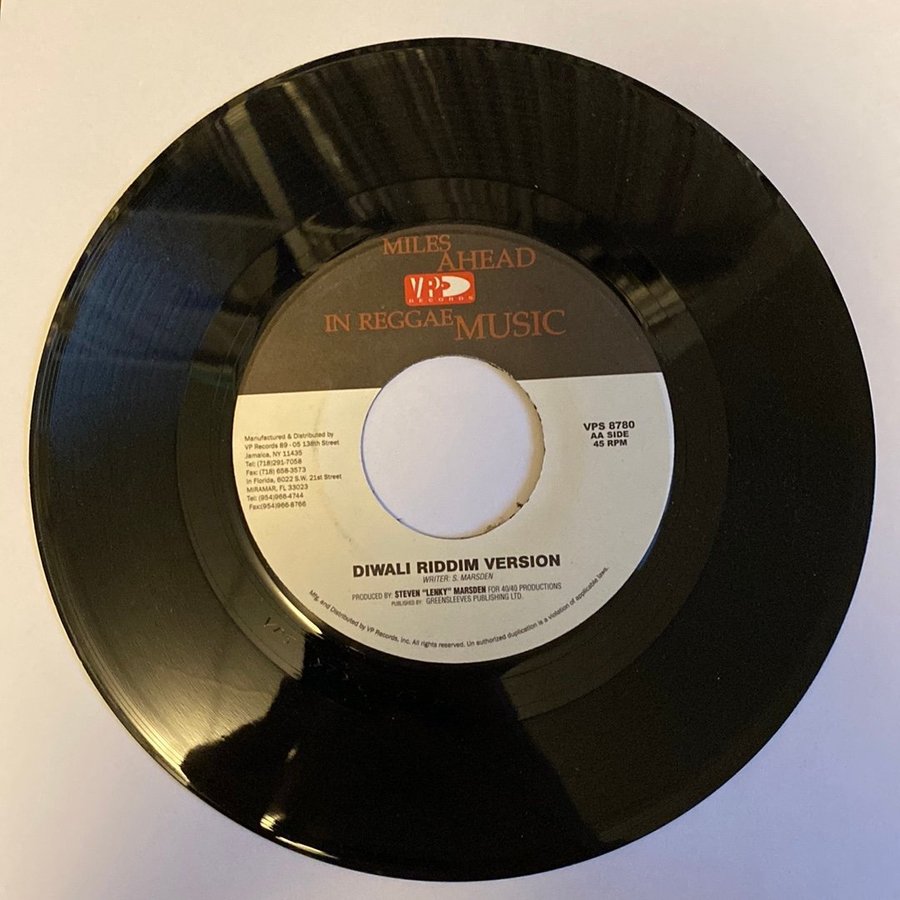 MILES
AHEAD
VP
RECORDS
IN REGGAE MUSIC
Manufactured & Distributed by
VP Records 89 - 05 138th Street
Jamaica, NY 11435
Tel: (718)291-7058
Fax: (718) 658-3573
In Florida, 6022 S.W. 21st Street
MIRAMAR, FL 33023
Tel: (954)966-4744
Fax:(954)966-8766
VPS 8780
AA SIDE
45 RPM
DIWALI RIDDIM VERSION
WRITER: S. MARSDEN
PRODUCED BY: STEVEN "LENKY" MARSDEN FOR 40/40 PRODUCTIONS
PUBLISHED BY: GREENSLEEVES PUBLISHING LTD.
Mfg. and Distributed by VP Records, Inc. All rights reserved. Un authorized duplication is a violation of applicable laws.